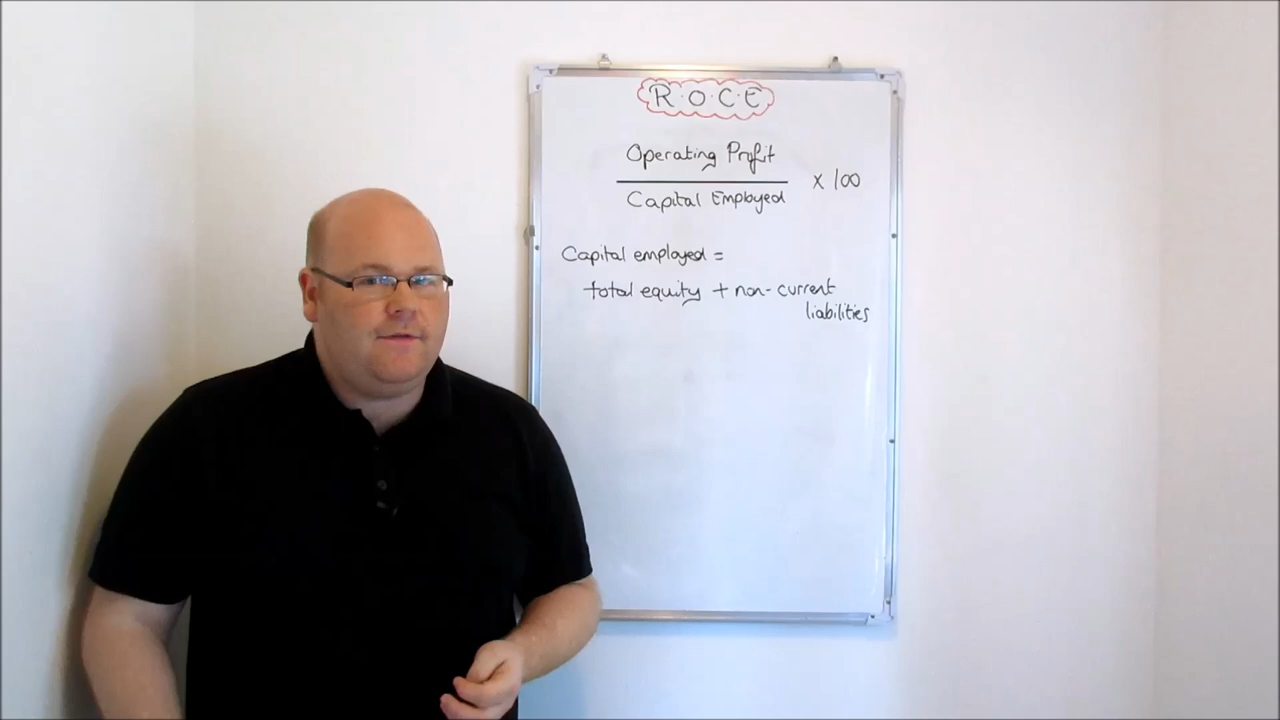 R.O.C.E
Operating Profit
x 100
Capital Employed
Capital employed =
total equity + non-current
liabilities